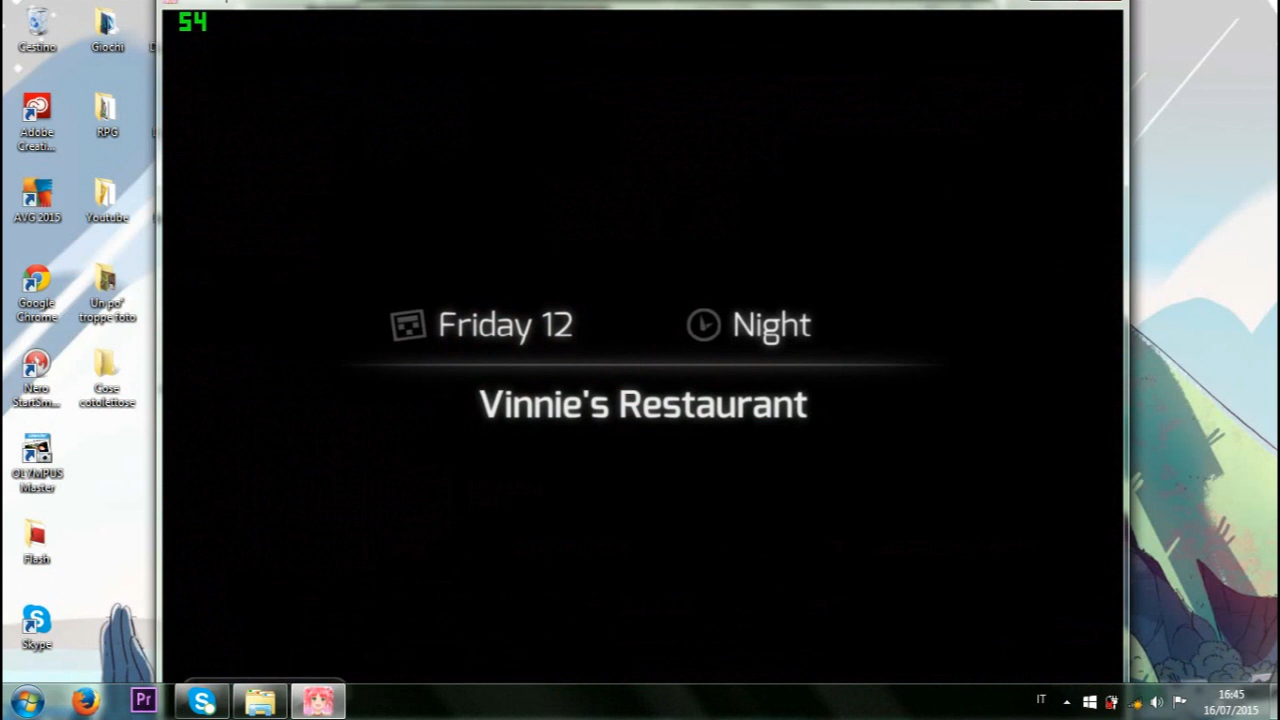 54
Cestino
Giochi
Adobe
Creati...
RPG
AVG 2015
Youtube
Google
Chrome
Un po'
troppe foto
Nero
StartSm...
Cose
cotolettose
OLYMPUS
Master
Flash
Skype
Friday 12
Night
Vinnie's Restaurant
Pr
IT
16:45
16/07/2015